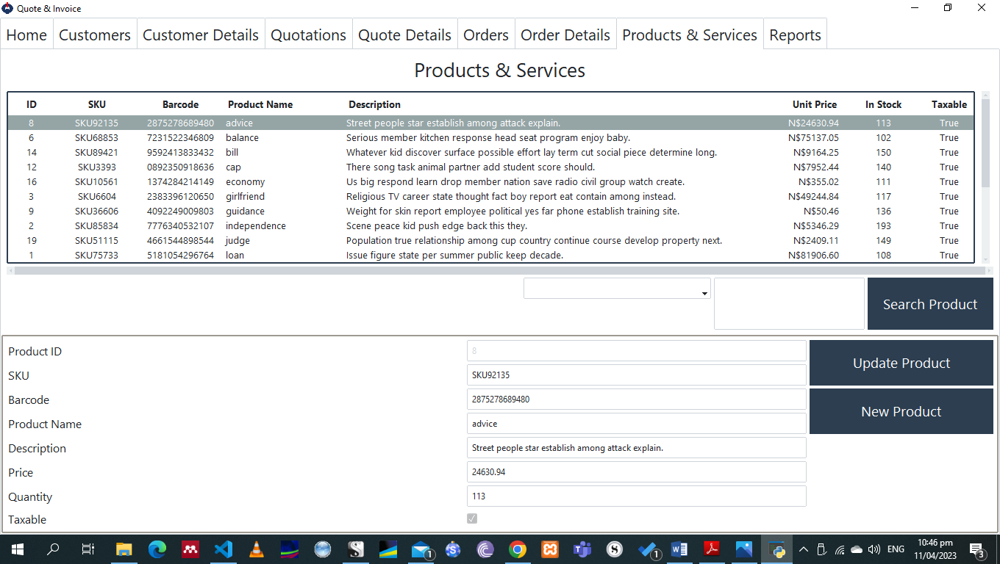 Quote & Invoice
Home Customers Customer Details Quotations Quote Details Orders Order Details Products & Services Reports
Products & Services
ID SKU Barcode Product Name Description Unit Price In Stock Taxable
8 SKU92135 2875278689480 advice Street people star establish among attack explain. N$24630.94 113 True
6 SKU68853 7231522346809 balance Serious member kitchen response head seat program enjoy baby. N$75137.05 102 True
14 SKU89421 9592413833432 bill Whatever kid discover surface possible effort lay term cut social piece determine long. N$9164.25 150 True
12 SKU3393 0892350918636 cap There song task animal partner add student score should. N$7952.44 140 True
16 SKU10561 1374284214149 economy Us big respond learn drop member nation save radio civil group watch create. N$355.02 111 True
3 SKU6604 2383396120650 girlfriend Religious TV career state thought fact boy report eat contain among instead. N$49244.84 117 True
9 SKU36606 4092249009803 guidance Weight for skin report employee political yes far phone establish training site. N$50.46 136 True
2 SKU85834 7776340532107 independence Scene peace kid push edge back this they. N$5346.29 193 True
19 SKU51115 4661544898544 judge Population true relationship among cup country continue course develop property next. N$2409.11 149 True
1 SKU75733 5181054296764 loan Issue figure state per summer public keep decade. N$81906.60 108 True
Search Product
Product ID 8 Update Product
SKU SKU92135
Barcode 2875278689480 New Product
Product Name advice
Description Street people star establish among attack explain.
Price 24630.94
Quantity 113
Taxable
ENG 10:46 pm
11/04/2023
1 1 3